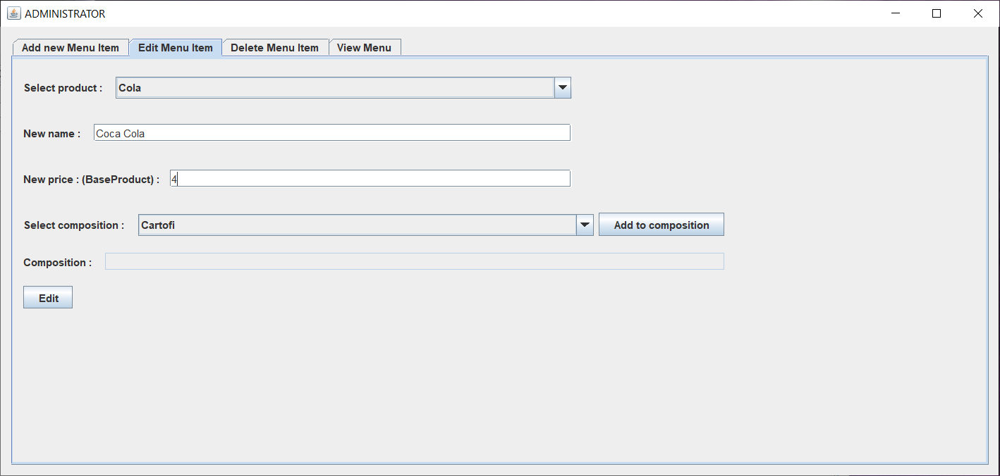 ADMINISTRATOR
Add new Menu Item Edit Menu Item Delete Menu Item View Menu
Select product : Cola
New name : Coca Cola
New price : (BaseProduct) : 4
Select composition : Cartofi Add to composition
Composition :
Edit